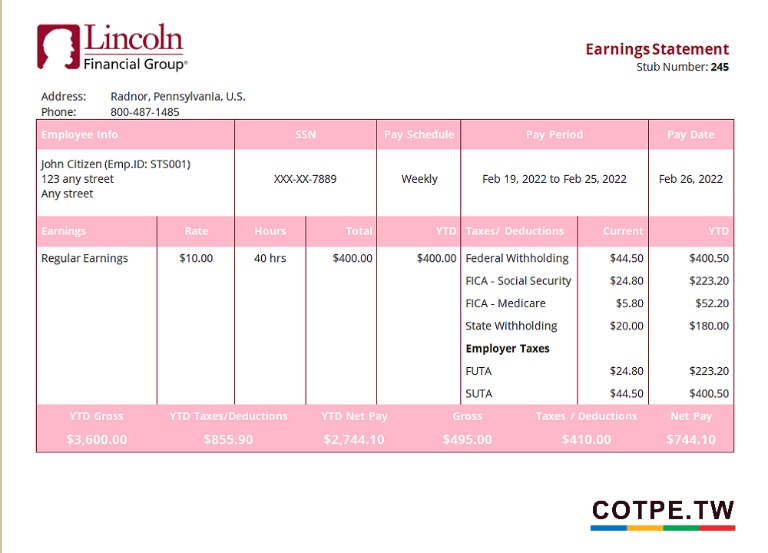 Lincoln
Financial Group®
Earnings Statement
Stub Number: 245
Address: Radnor, Pennsylvania, U.S.
Phone: 800-487-1485
Employee Info SSN Pay Schedule Pay Period Pay Date
John Citizen (Emp.ID: STS001)
123 any street XXX-XX-7889 Weekly Feb 19, 2022 to Feb 25, 2022 Feb 26, 2022
Any street
Earnings Rate Hours Total YTD Taxes/ Deductions Current YTD
Regular Earnings $10.00 40 hrs $400.00 $400.00 Federal Withholding $44.50 $400.50
FICA - Social Security $24.80 $223.20
FICA - Medicare $5.80 $52.20
State Withholding $20.00 $180.00
Employer Taxes
FUTA $24.80 $223.20
SUTA $44.50 $400.50
YTD Gross YTD Taxes/Deductions YTD Net Pay Gross Taxes / Deductions Net Pay
$3,600.00 $855.90 $2,744.10 $495.00 $410.00 $744.10
COTPE.TW